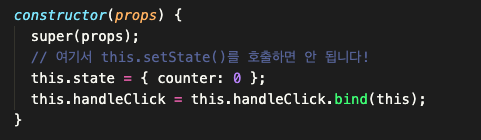 constructor(props) {
super(props);
// 여기서 this.setState()를 호출하면 안 됩니다!
this.state = { counter: 0 };
this.handleClick = this.handleClick.bind(this);
}